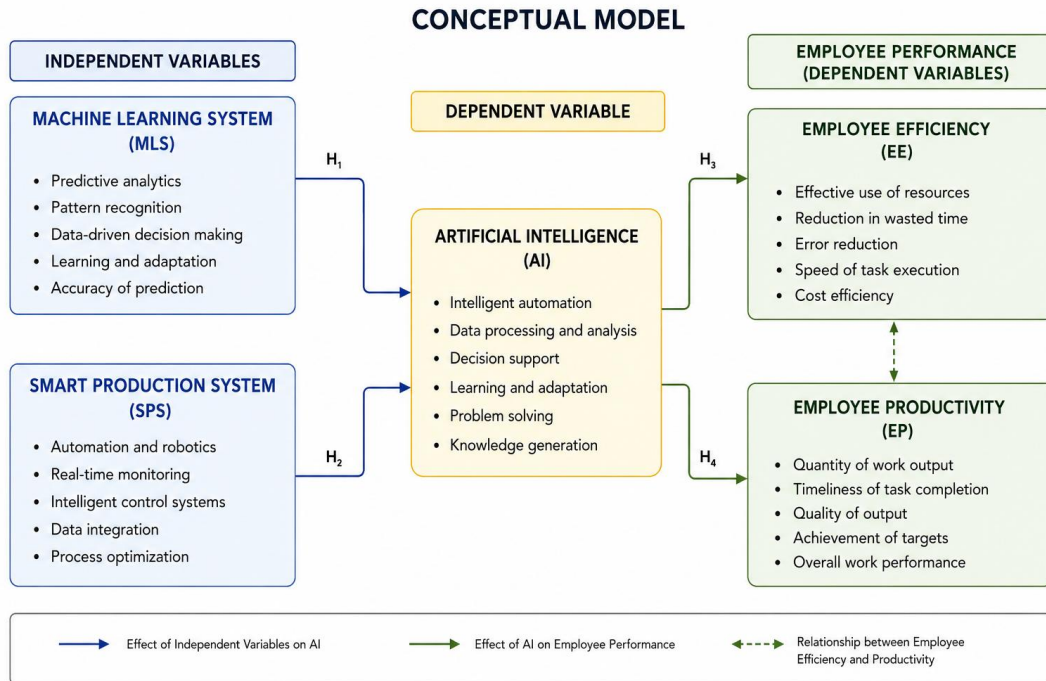 CONCEPTUAL MODEL
INDEPENDENT VARIABLES
MACHINE LEARNING SYSTEM
(MLS)
• Predictive analytics
• Pattern recognition
• Data-driven decision making
• Learning and adaptation
• Accuracy of prediction
SMART PRODUCTION SYSTEM
(SPS)
• Automation and robotics
• Real-time monitoring
• Intelligent control systems
• Data integration
• Process optimization
H₁
H₂
DEPENDENT VARIABLE
ARTIFICIAL INTELLIGENCE
(AI)
• Intelligent automation
• Data processing and analysis
• Decision support
• Learning and adaptation
• Problem solving
• Knowledge generation
H₃
H₄
EMPLOYEE PERFORMANCE
(DEPENDENT VARIABLES)
EMPLOYEE EFFICIENCY
(EE)
• Effective use of resources
• Reduction in wasted time
• Error reduction
• Speed of task execution
• Cost efficiency
EMPLOYEE PRODUCTIVITY
(EP)
• Quantity of work output
• Timeliness of task completion
• Quality of output
• Achievement of targets
• Overall work performance
Effect of Independent Variables on AI
Effect of AI on Employee Performance
Relationship between Employee
Efficiency and Productivity